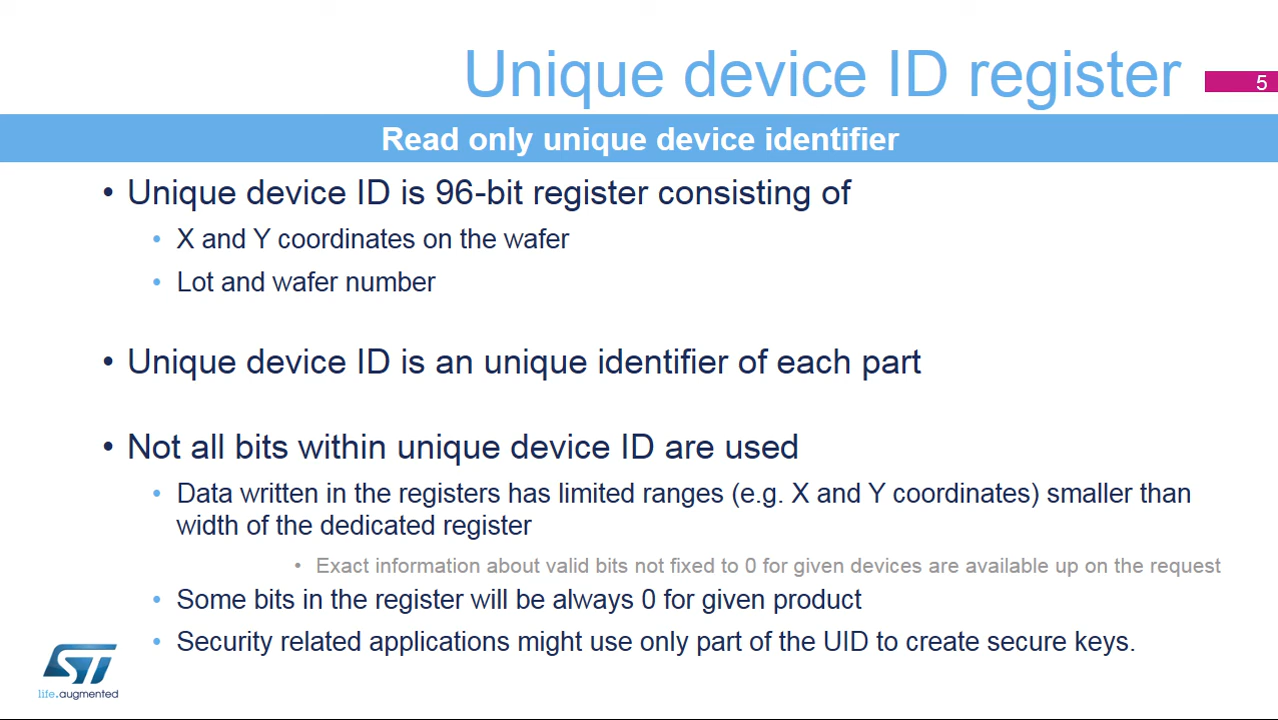 Unique device ID register
5
Read only unique device identifier
• Unique device ID is 96-bit register consisting of
• X and Y coordinates on the wafer
• Lot and wafer number
• Unique device ID is an unique identifier of each part
• Not all bits within unique device ID are used
• Data written in the registers has limited ranges (e.g. X and Y coordinates) smaller than
width of the dedicated register
• Exact information about valid bits not fixed to 0 for given devices are available up on the request
• Some bits in the register will be always 0 for given product
• Security related applications might use only part of the UID to create secure keys.
ST
life.augmented